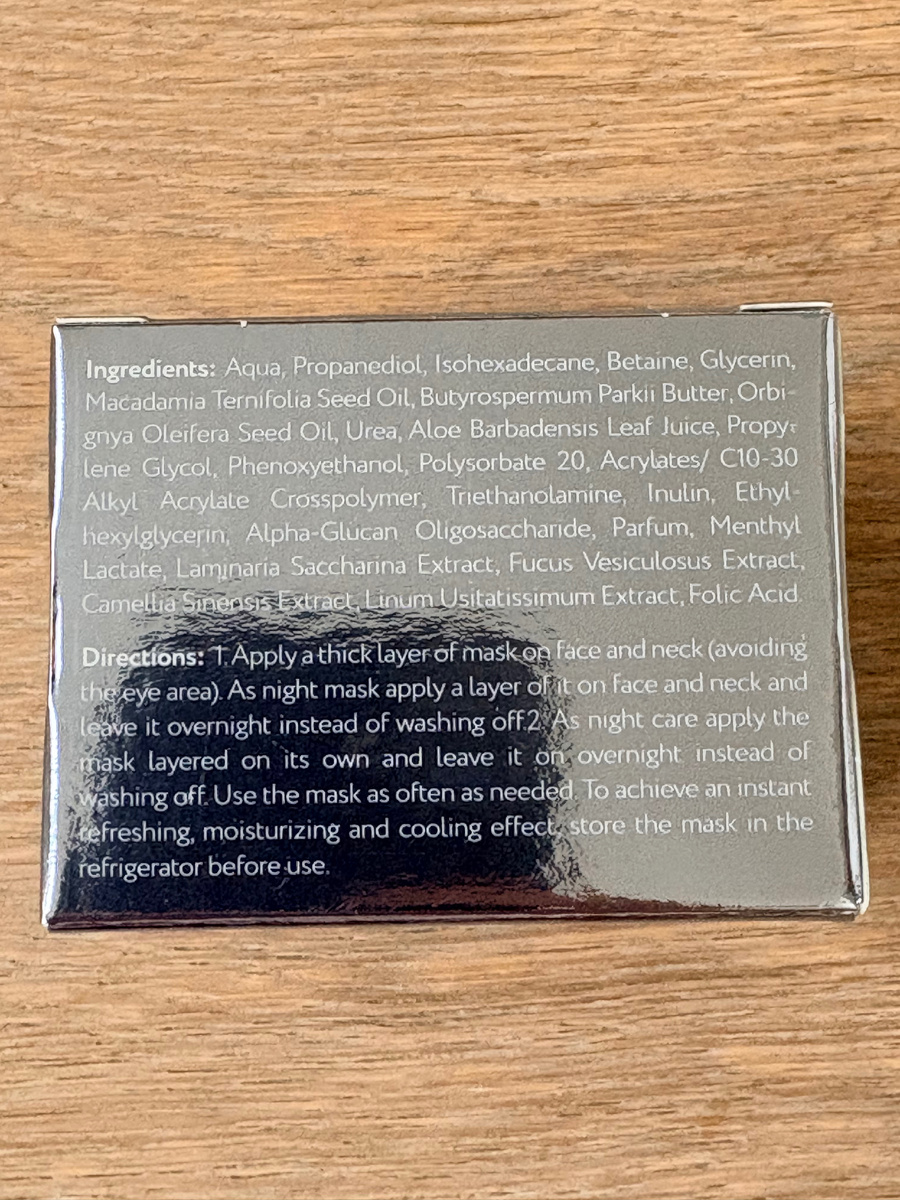 Ingredients: Aqua, Propanediol, Isohexadecane, Betaine, Glycerin,
Macadamia Ternifolia Seed Oil, Butyrospermum Parkii Butter, Orbi-
gnya Oleifera Seed Oil, Urea, Aloe Barbadensis Leaf Juice, Propy-
lene Glycol, Phenoxyethanol, Polysorbate 20, Acrylates/ C10-30
Alkyl Acrylate Crosspolymer, Triethanolamine, Inulin, Ethyl-
hexylglycerin, Alpha-Glucan Oligosaccharide, Parfum, Menthyl
Lactate, Laminaria Saccharina Extract, Fucus Vesiculosus Extract,
Camellia Sinensis Extract, Linum Usitatissimum Extract, Folic Acid.
Directions: 1. Apply a thick layer of mask on face and neck (avoiding
the eye area). As night mask apply a layer of it on face and neck and
leave it overnight instead of washing off.2. As night care apply the
mask layered on its own and leave it on overnight instead of
washing off. Use the mask as often as needed. To achieve an instant
refreshing, moisturizing and cooling effect, store the mask in the
refrigerator before use.